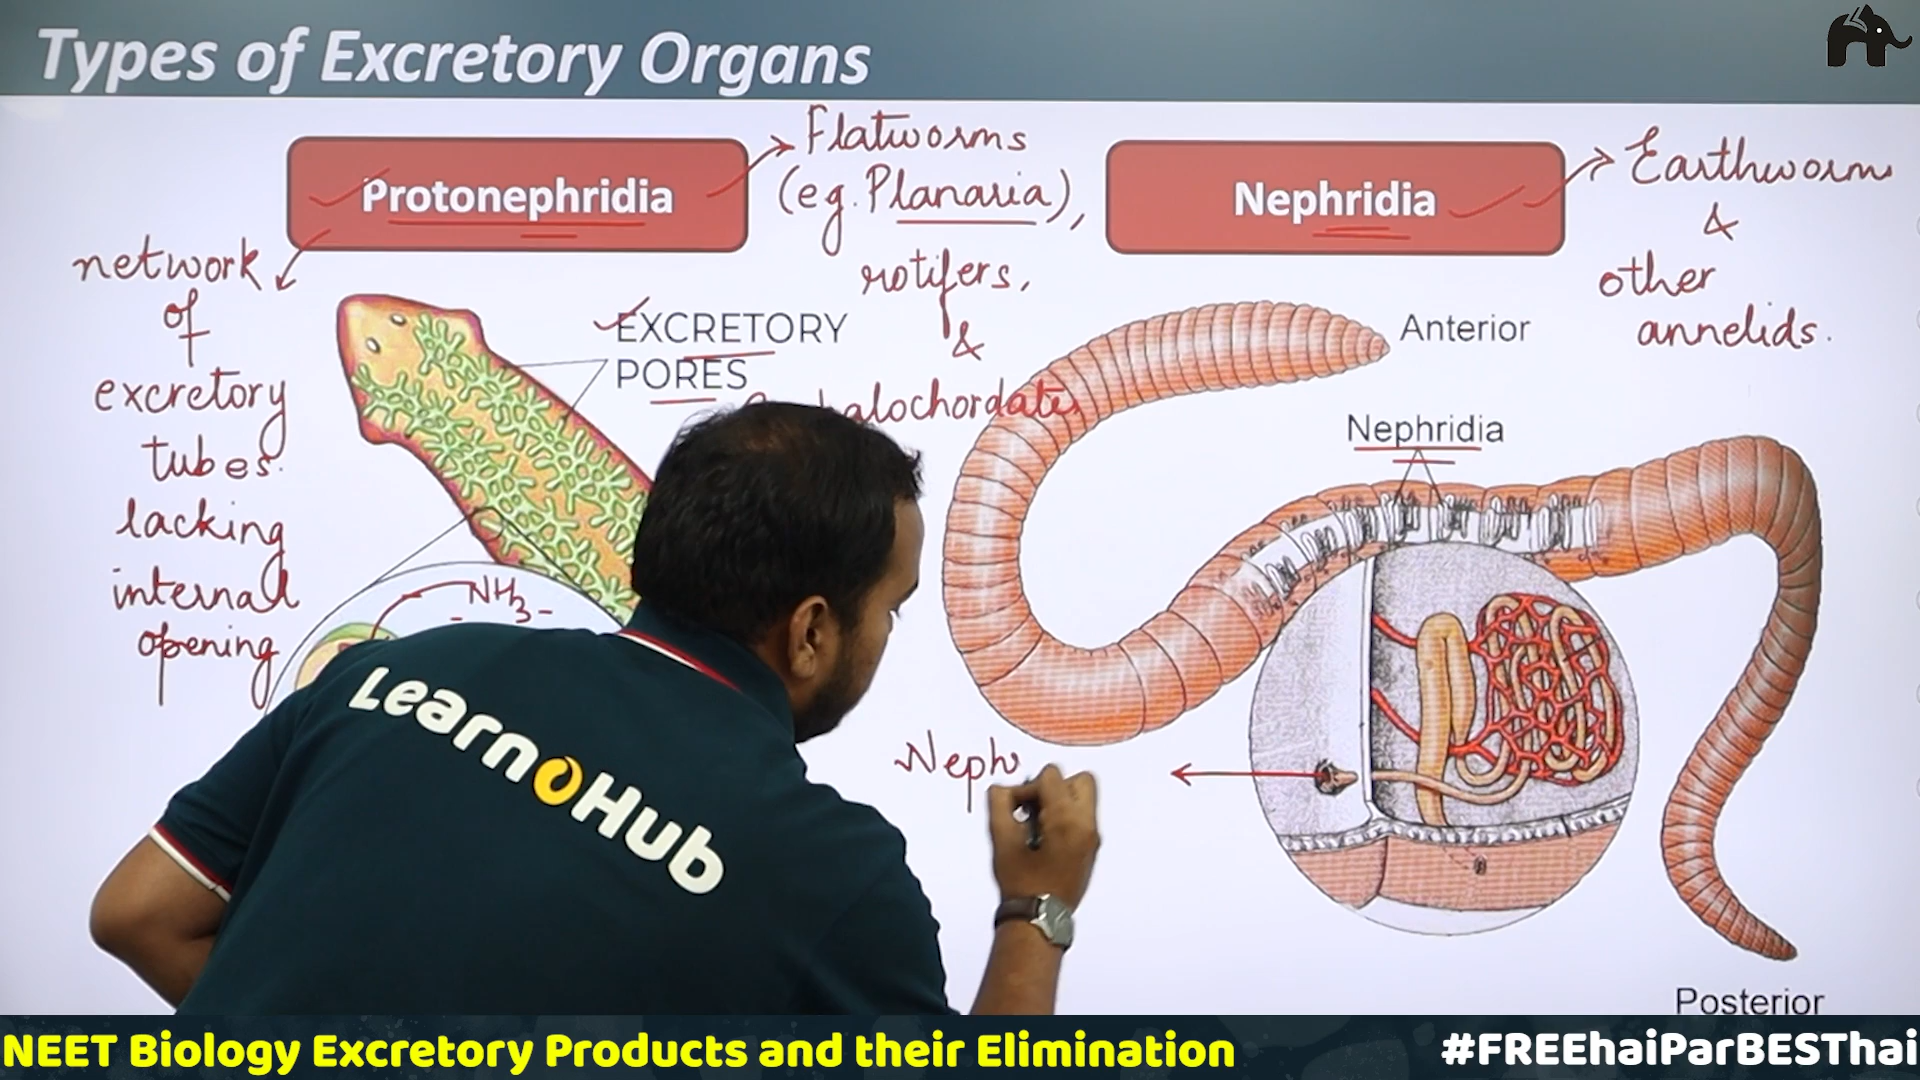 Types of Excretory Organs
Protonephridia
Flatworms
(eg. Planaria),
rotifers,
&
network
of
excretory
tubes
lacking
internal
opening
EXCRETORY
PORES
NH3
Nephridia
Earthworm
&
other
annelids.
Anterior
Nephridia
Neph
Posterior
LearnoHub
NEET Biology Excretory Products and their Elimination
#FREEhaiParBESThai